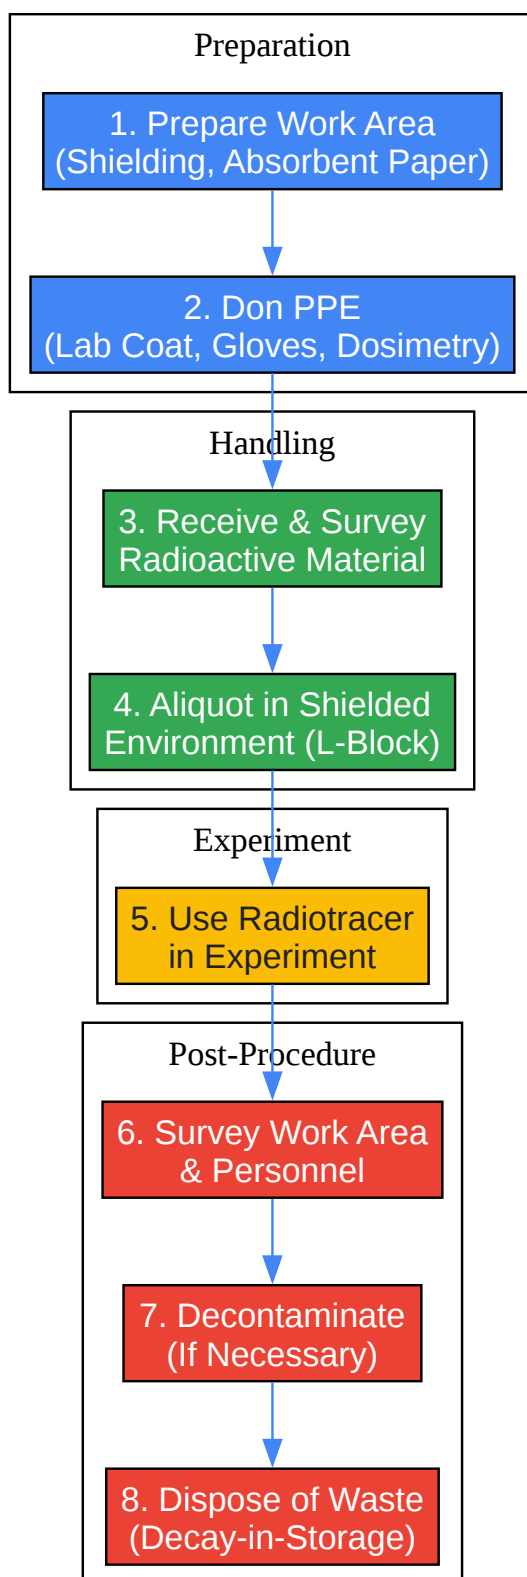 Preparation
1. Prepare Work Area
(Shielding, Absorbent Paper)
2. Don PPE
(Lab Coat, Gloves, Dosimetry)
Handling
3. Receive & Survey
Radioactive Material
4. Aliquot in Shielded
Environment (L-Block)
Experiment
5. Use Radiotracer
in Experiment
Post-Procedure
6. Survey Work Area
& Personnel
7. Decontaminate
(If Necessary)
8. Dispose of Waste
(Decay-in-Storage)